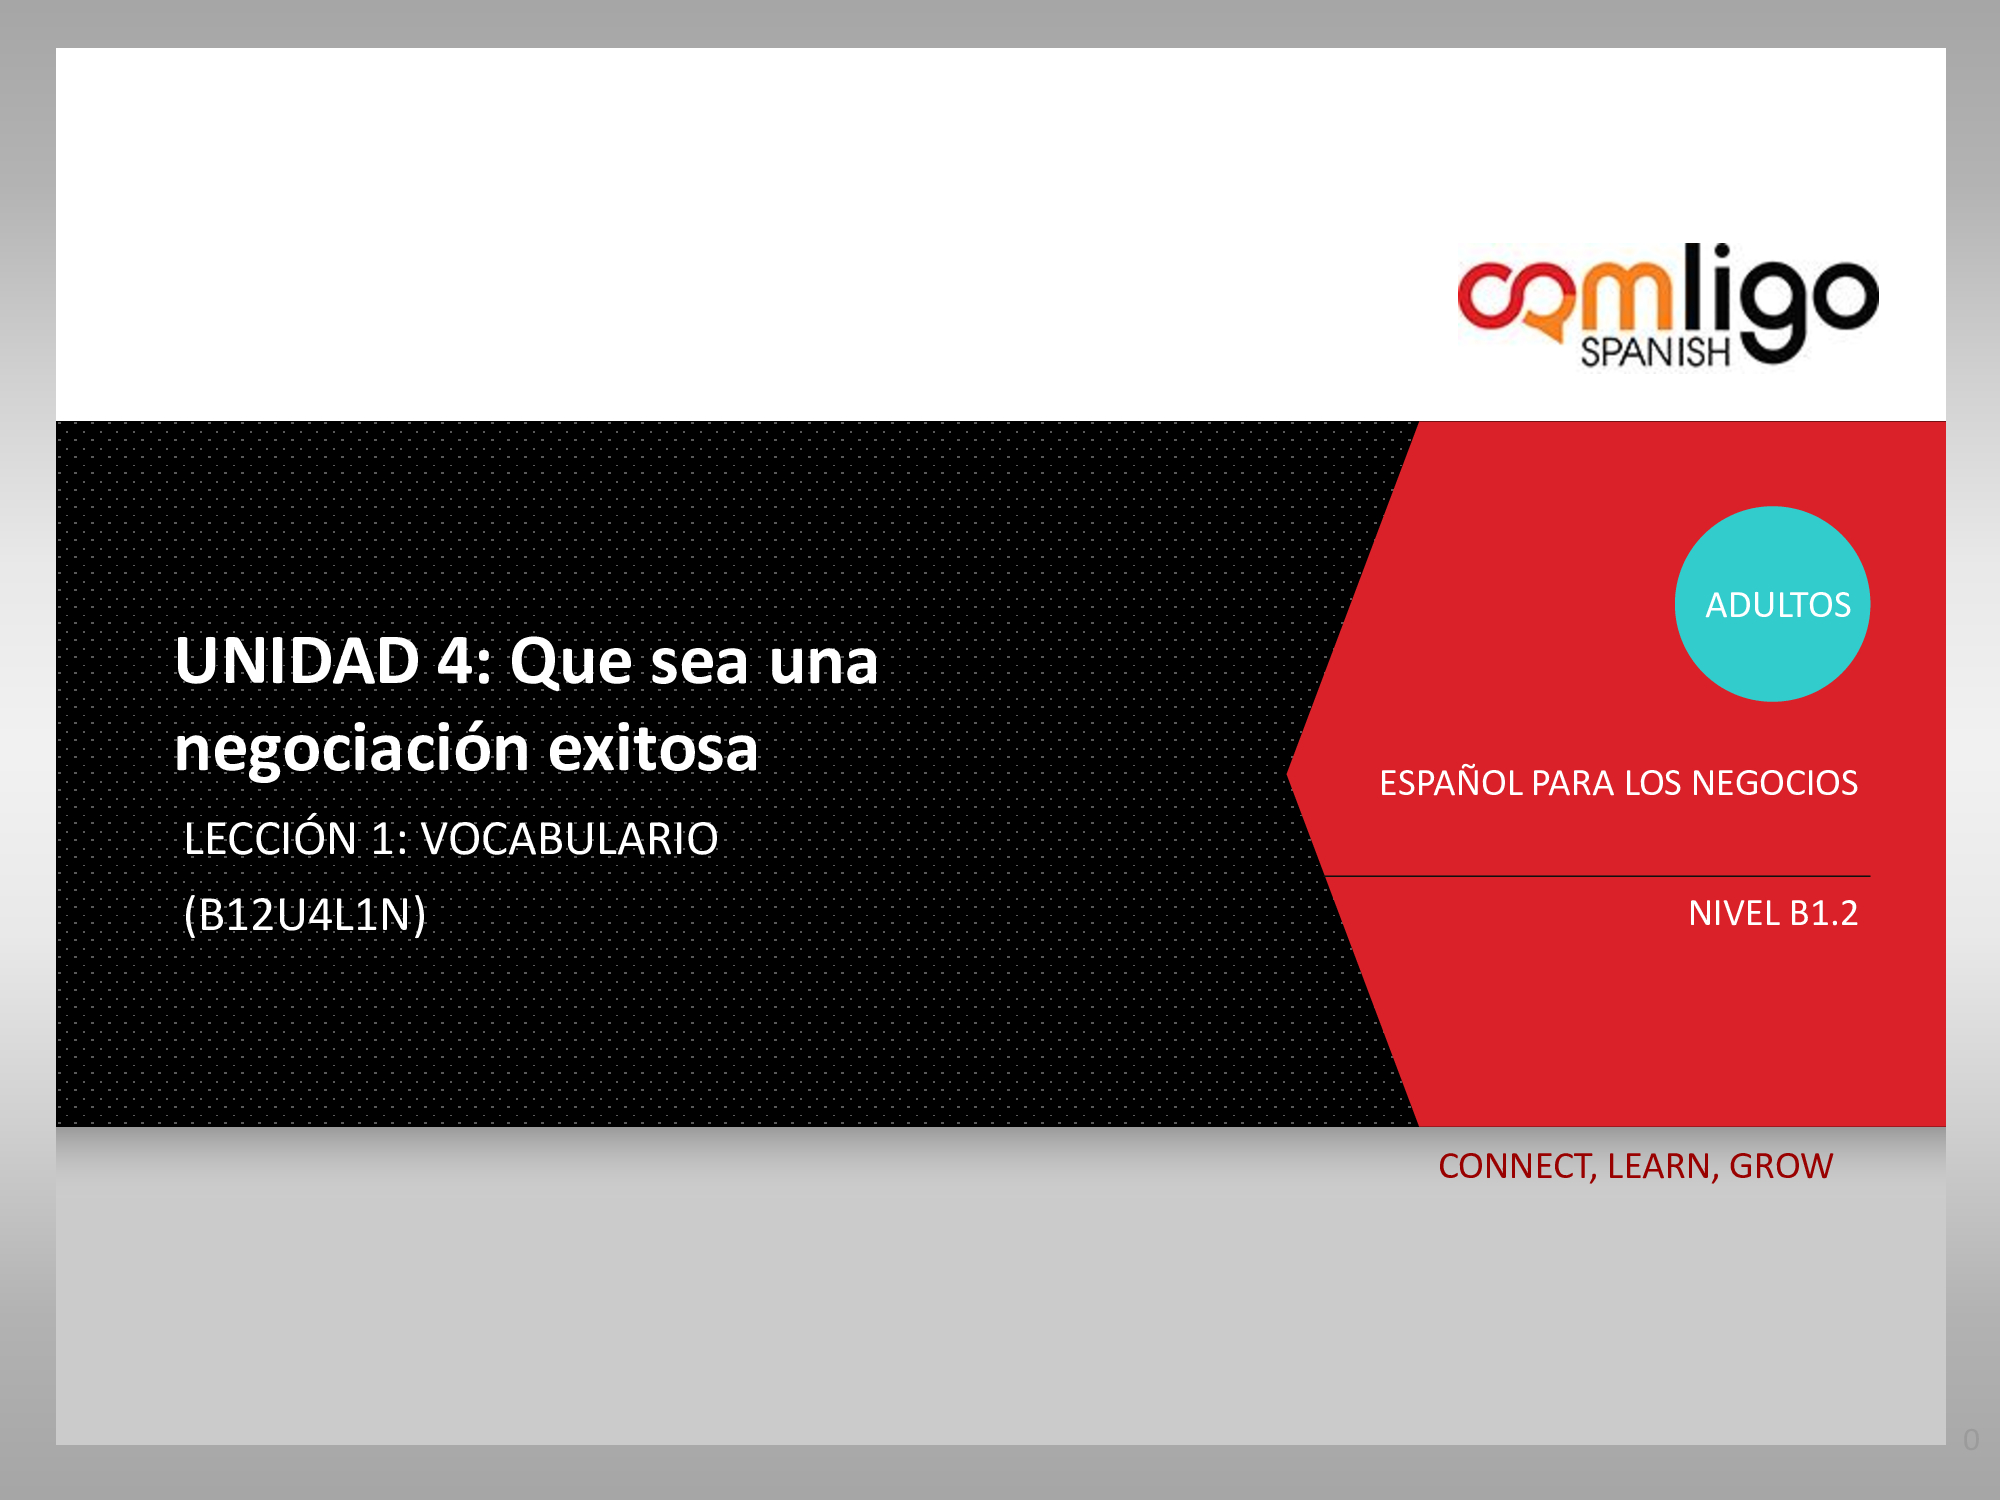 comligo
SPANISH
ADULTOS
UNIDAD 4: Que sea una
negociación exitosa
LECCIÓN 1: VOCABULARIO
(B12U4L1N)
ESPAÑOL PARA LOS NEGOCIOS
NIVEL B1.2
CONNECT, LEARN, GROW
0